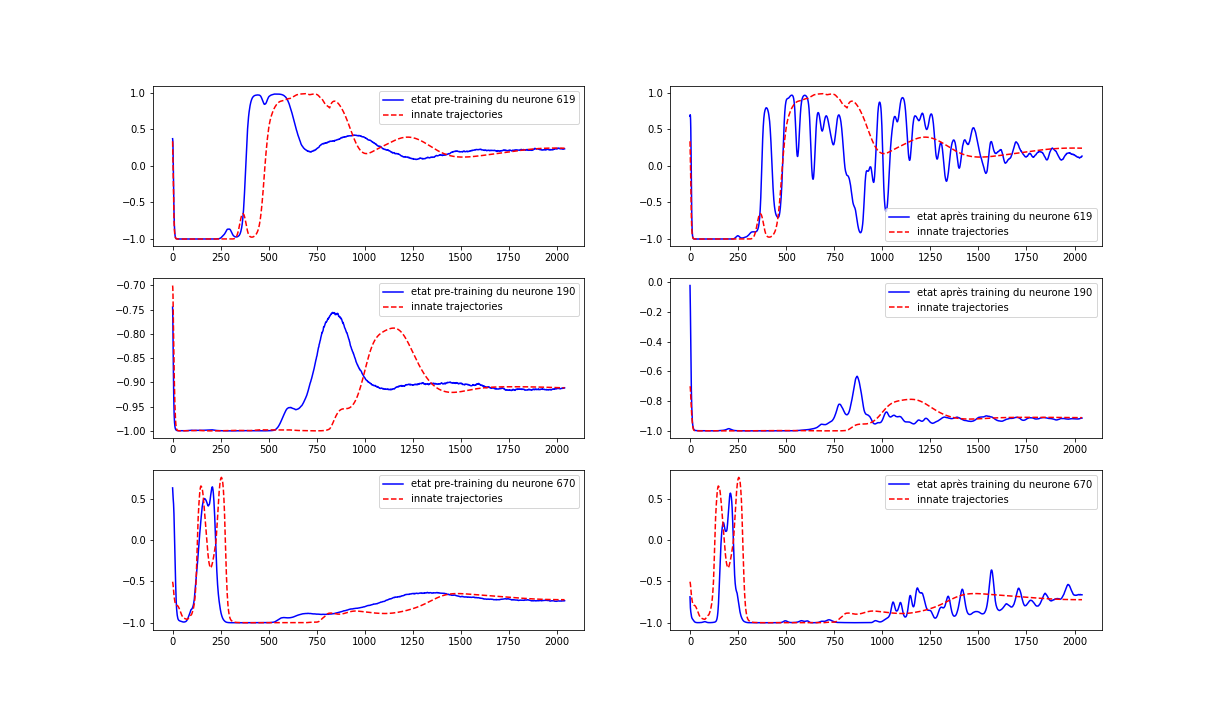 1.0
0.5
0.0
−0.5
−1.0
etat pre-training du neurone 619
innate trajectories
0 250 500 750 1000 1250 1500 1750 2000
1.0
0.5
0.0
−0.5
−1.0
etat après training du neurone 619
innate trajectories
0 250 500 750 1000 1250 1500 1750 2000
−0.70
−0.75
−0.80
−0.85
−0.90
−0.95
−1.00
etat pre-training du neurone 190
innate trajectories
0 250 500 750 1000 1250 1500 1750 2000
0.0
−0.2
−0.4
−0.6
−0.8
−1.0
etat après training du neurone 190
innate trajectories
0 250 500 750 1000 1250 1500 1750 2000
0.5
0.0
−0.5
−1.0
etat pre-training du neurone 670
innate trajectories
0 250 500 750 1000 1250 1500 1750 2000
0.5
0.0
−0.5
−1.0
etat après training du neurone 670
innate trajectories
0 250 500 750 1000 1250 1500 1750 2000